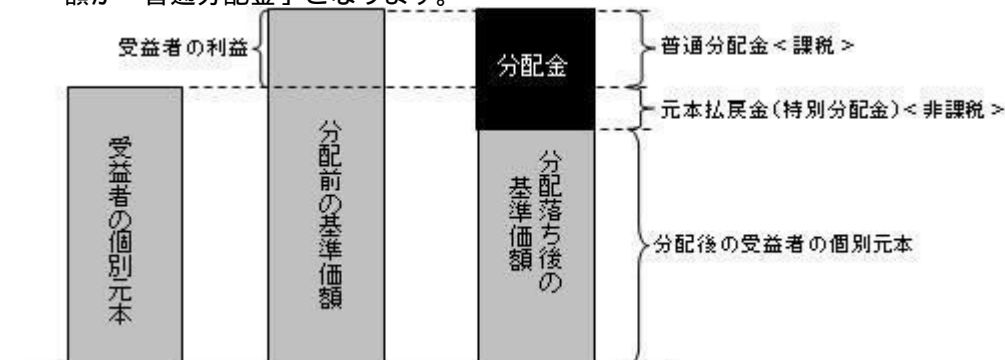 額が「普通分配金」となります。
受益者の利益
分配金
普通分配金<課税>
元本払戻金(特別分配金)<非課税>
受益者の個別元本
分配前の基準価額
分配落ち後の
基準価額
分配後の受益者の個別元本